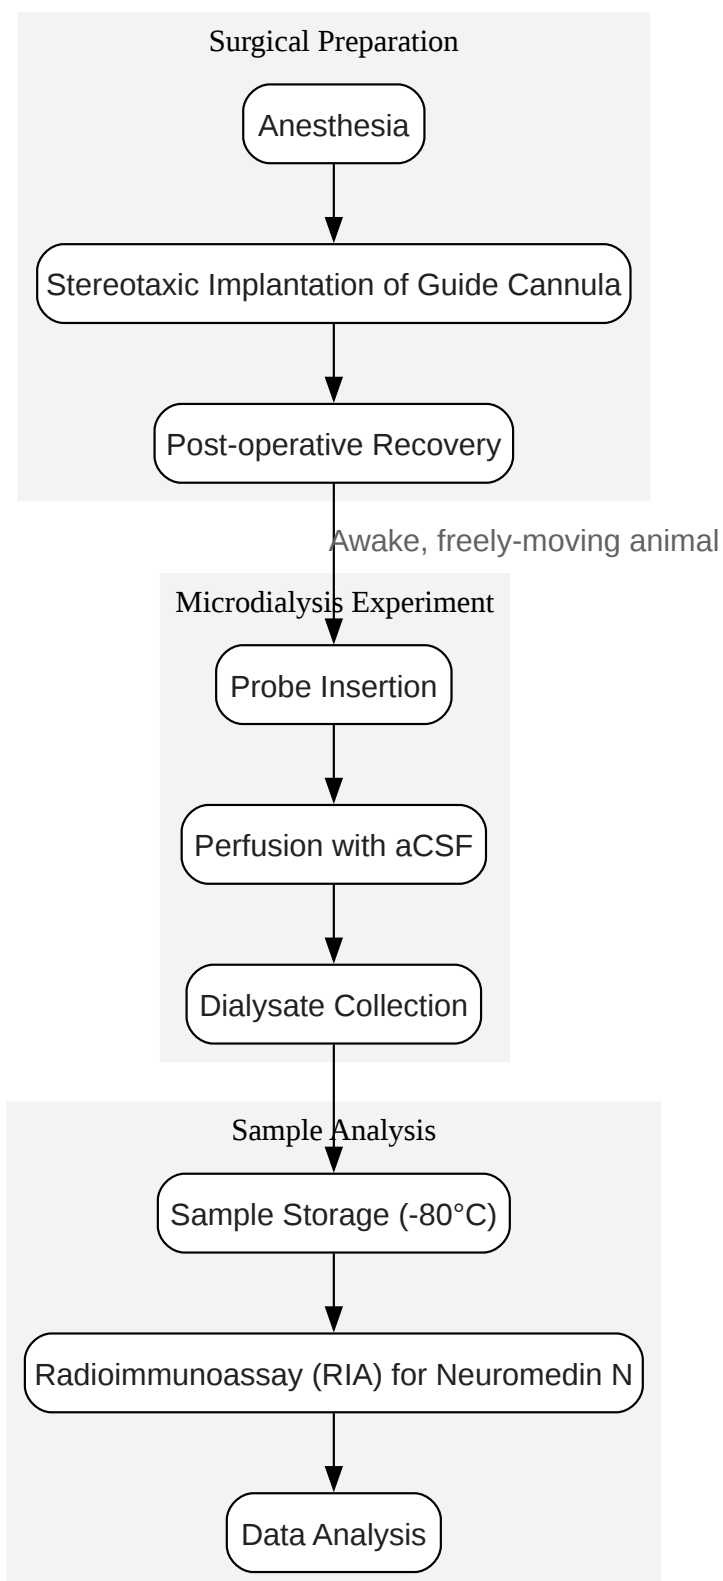 Surgical Preparation
Anesthesia
Stereotaxic Implantation of Guide Cannula
Post-operative Recovery
Awake, freely-moving animal
Microdialysis Experiment
Probe Insertion
Perfusion with aCSF
Dialysate Collection
Sample Analysis
Sample Storage (-80°C)
Radioimmunoassay (RIA) for Neuromedin N
Data Analysis